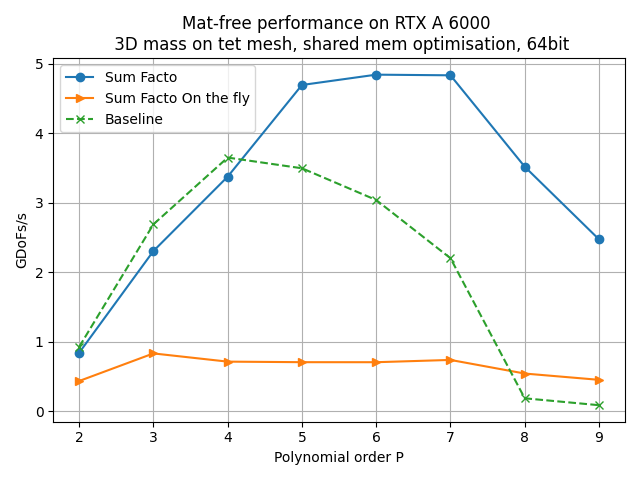 Mat-free performance on RTX A 6000
3D mass on tet mesh, shared mem optimisation, 64bit
Sum Facto
Sum Facto On the fly
Baseline
GDoFs/s
5
4
3
2
1
0
2 3 4 5 6 7 8 9
Polynomial order P